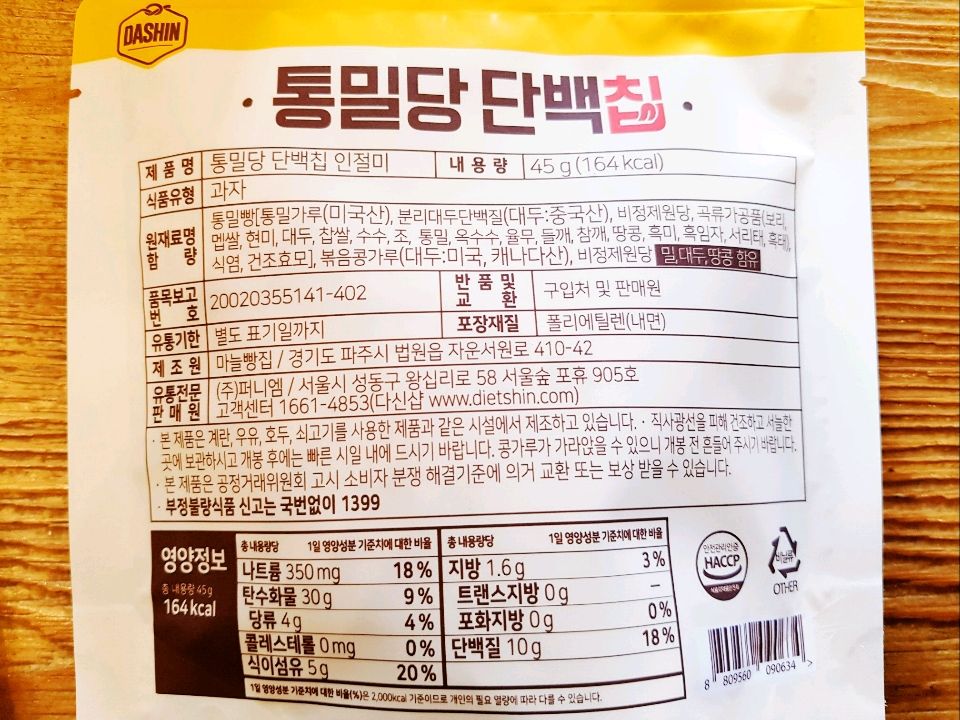 DASHIN
· 통밀당 단백칩 ·
제품명 통밀당 단백칩 인절미 내용량 45 g (164 kcal)
식품유형 과자
원재료명 함량 통밀빵[통밀가루(미국산), 분리대두단백질(대두:중국산), 비정제원당, 곡류가공품(보리,
멥쌀, 현미, 대두, 찹쌀, 수수, 조, 통밀, 옥수수, 율무, 들깨, 참깨, 땅콩, 흑미, 흑임자, 서리태, 흑태),
식염, 건조효모], 볶음콩가루(대두:미국, 캐나다산), 비정제원당 밀,대두,땅콩 함유
품목보고번호 20020355141-402 반품 및 교환 구입처 및 판매원
유통기한 별도 표기일까지 포장재질 폴리에틸렌(내면)
제조원 마늘빵집 / 경기도 파주시 법원읍 자운서원로 410-42
유통전문판매원 (주)퍼니엠 / 서울시 성동구 왕십리로 58 서울숲 포휴 905호
고객센터 1661-4853(다신샵 www.dietshin.com)
· 본 제품은 계란, 우유, 호두, 쇠고기를 사용한 제품과 같은 시설에서 제조하고 있습니다. · 직사광선을 피해 건조하고 서늘한
곳에 보관하시고 개봉 후에는 빠른 시일 내에 드시기 바랍니다. 콩가루가 가라앉을 수 있으니 개봉 전 흔들어 주시기 바랍니다.
· 본 제품은 공정거래위원회 고시 소비자 분쟁 해결기준에 의거 교환 또는 보상 받을 수 있습니다.
· 부정불량식품 신고는 국번없이 1399
영양정보
총 내용량 45 g
164 kcal
총 내용량당 1일 영양성분 기준치에 대한 비율 총 내용량당 1일 영양성분 기준치에 대한 비율
나트륨 350 mg 18 % 지방 1.6 g 3 %
탄수화물 30 g 9 % 트랜스지방 0 g –
당류 4 g 4 % 포화지방 0 g 0 %
콜레스테롤 0 mg 0 % 단백질 10 g 18 %
식이섬유 5 g 20 %
1일 영양성분 기준치에 대한 비율(%)은 2,000kcal 기준이므로 개인의 필요 열량에 따라 다를 수 있습니다.
안전관리인증
HACCP
비닐류
OTHER
8 809560 090634 >